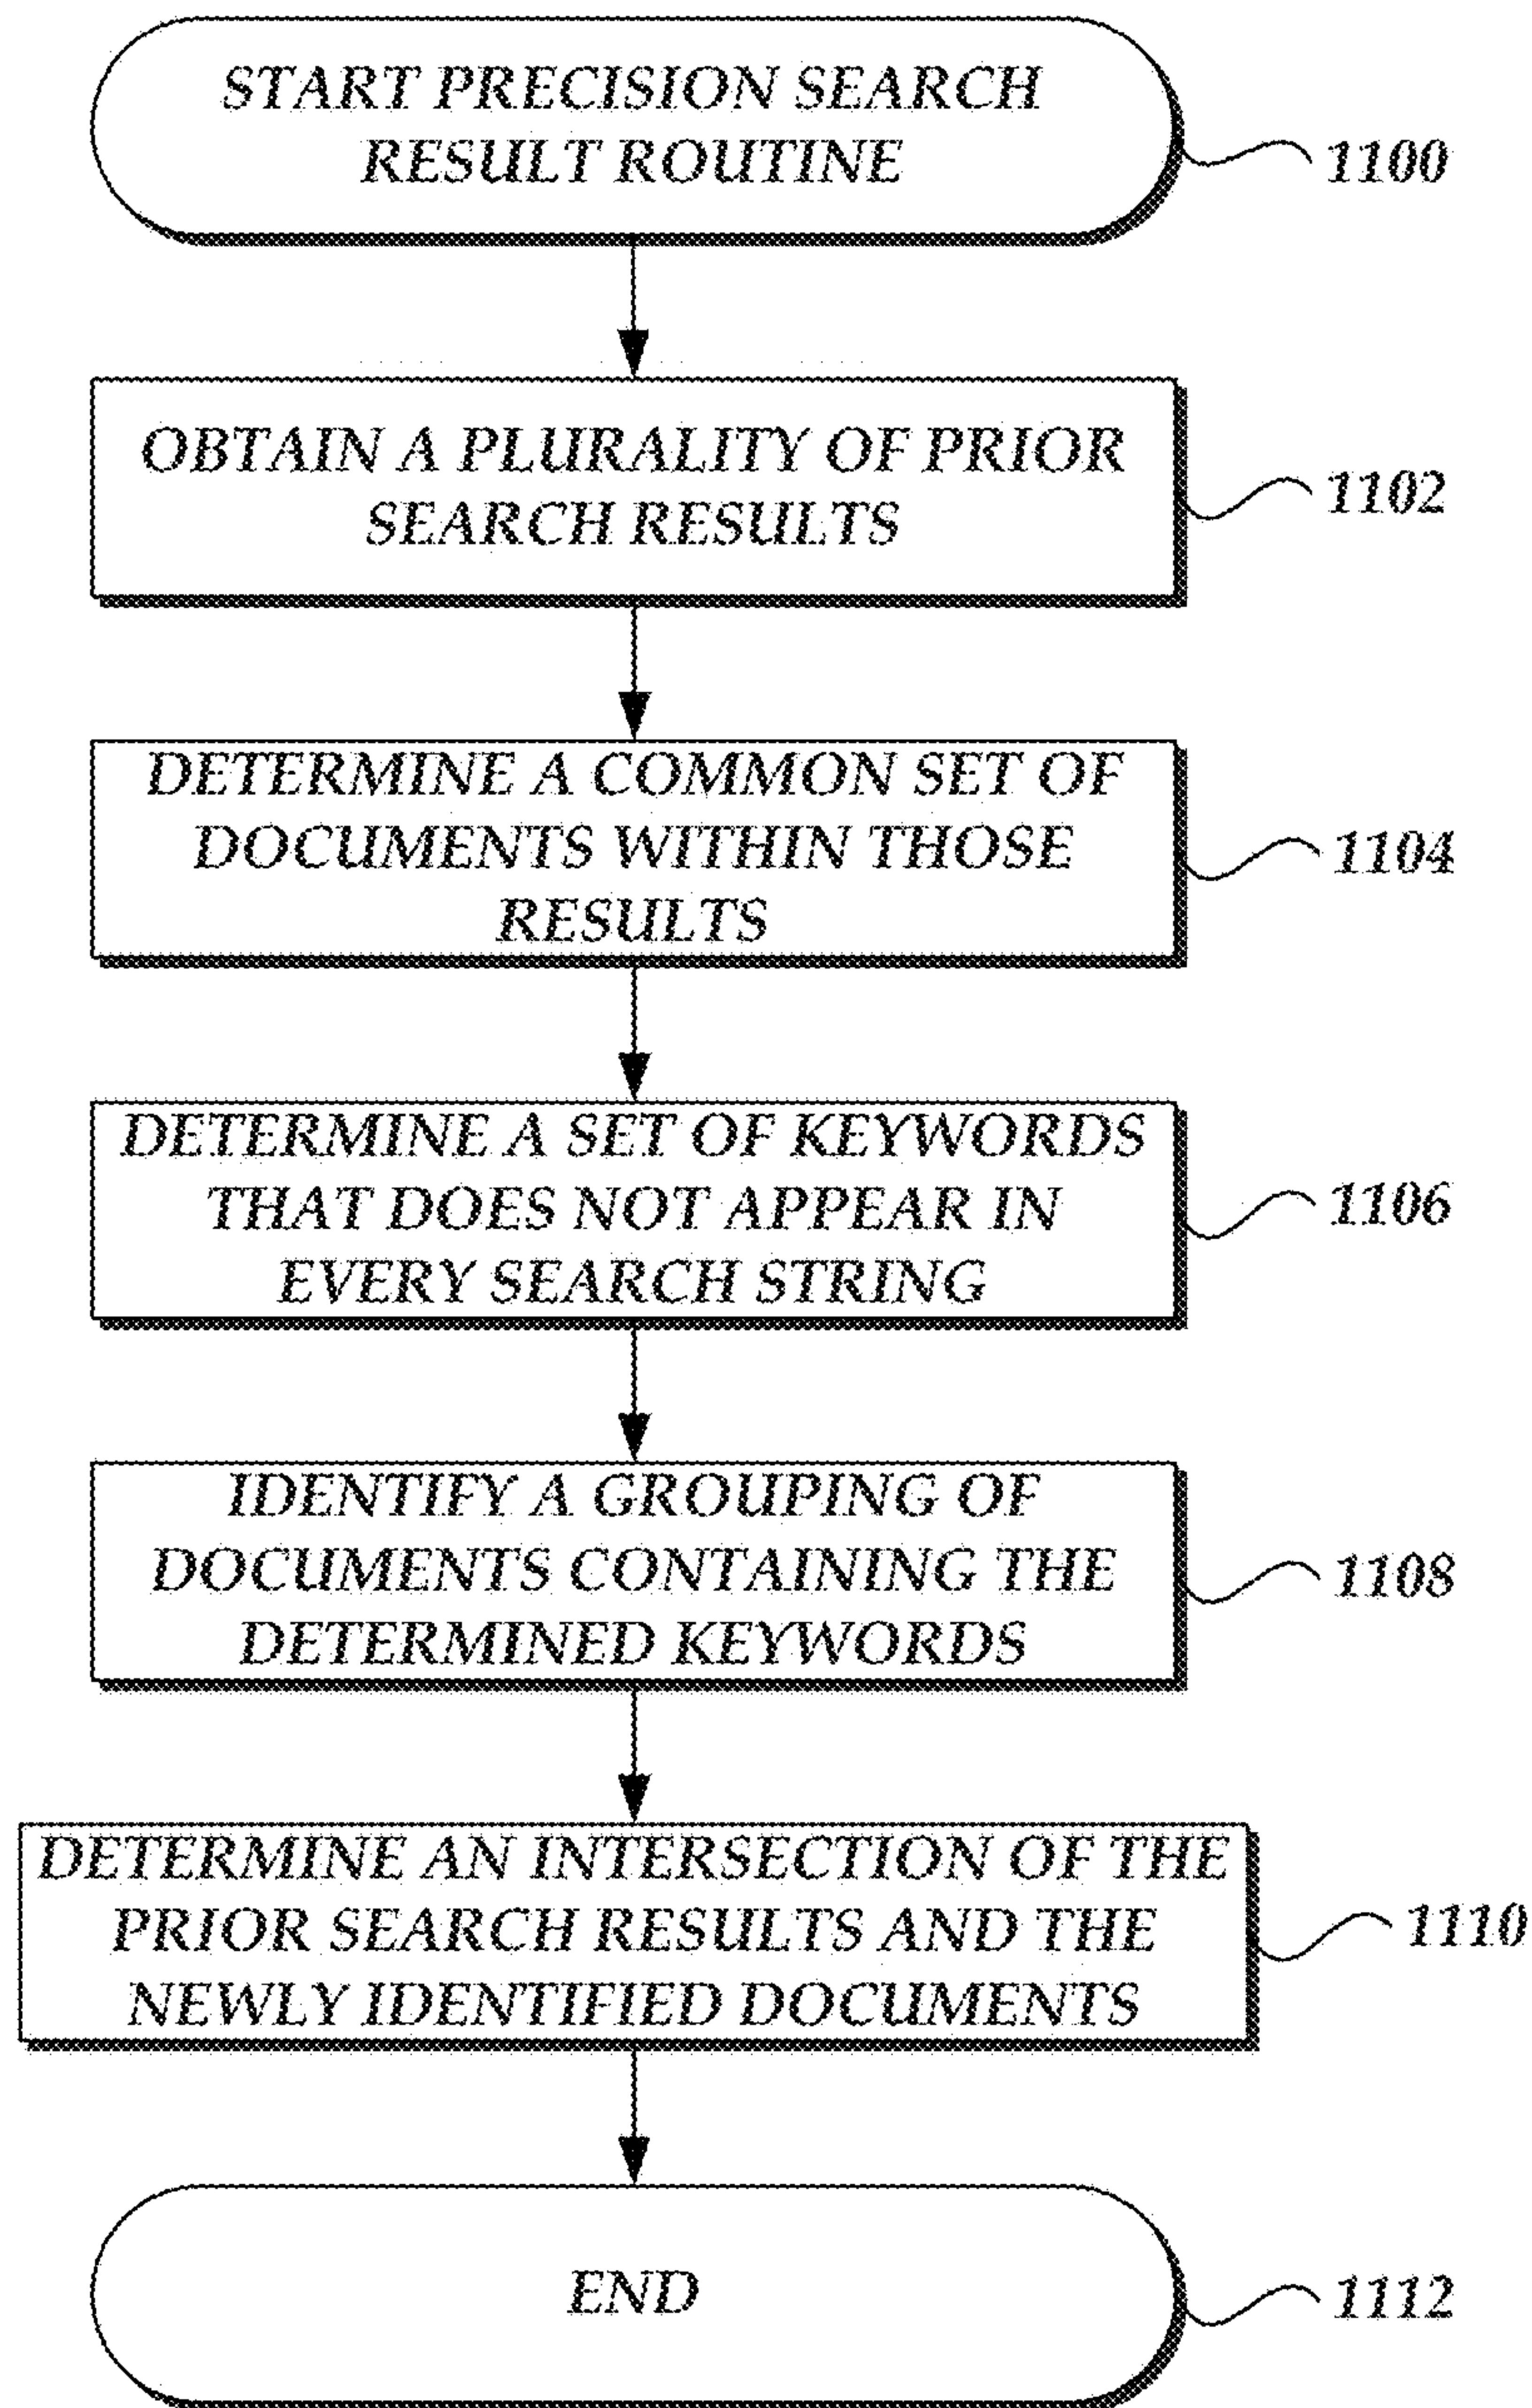 START PRECISION SEARCH
RESULT ROUTINE
1100
OBTAIN A PLURALITY OF PRIOR
SEARCH RESULTS
1102
DETERMINE A COMMON SET OF
DOCUMENTS WITHIN THOSE
RESULTS
1104
DETERMINE A SET OF KEYWORDS
THAT DOES NOT APPEAR IN
EVERY SEARCH STRING
1106
IDENTIFY A GROUPING OF
DOCUMENTS CONTAINING THE
DETERMINED KEYWORDS
1108
DETERMINE AN INTERSECTION OF THE
PRIOR SEARCH RESULTS AND THE
NEWLY IDENTIFIED DOCUMENTS
1110
END
1112